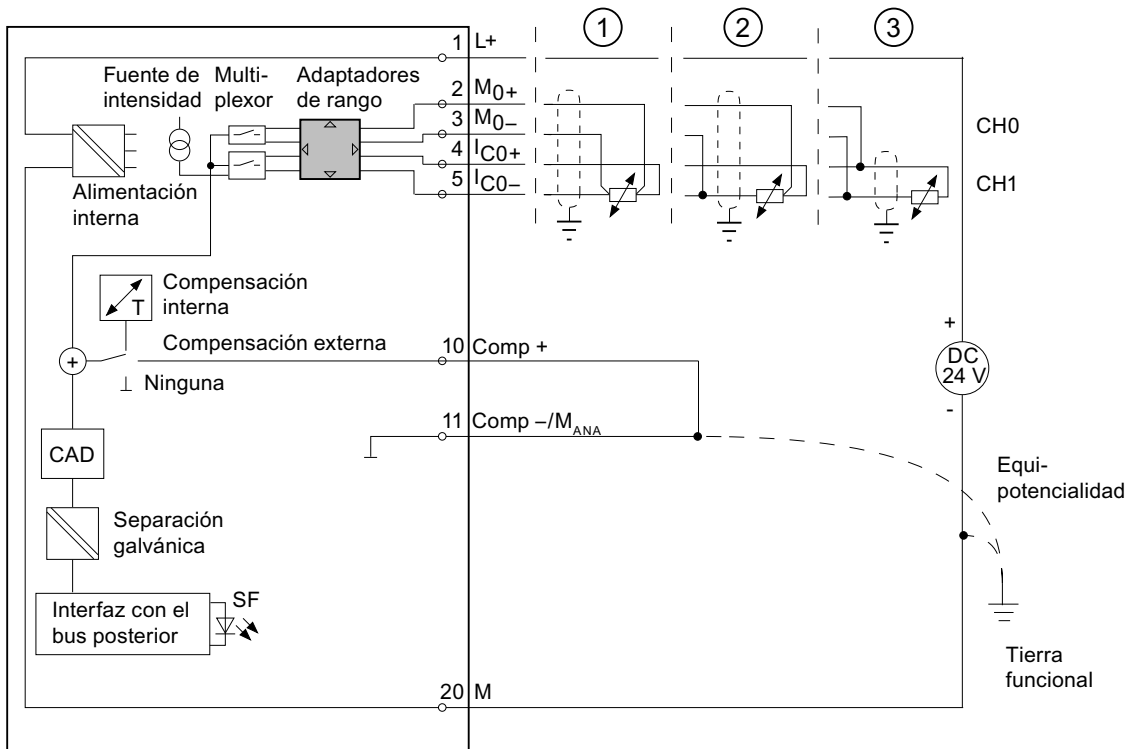 1 L+
① ② ③
Fuente de
intensidad
Multi-
plexor
Adaptadores
de rango
2 M0+
3 M0–
4 IC0+
5 IC0–
CH0
CH1
Alimentación
interna
Compensación
interna
T
Compensación externa
+
⊥ Ninguna
10 Comp +
11 Comp –/MANA
+
DC
24 V
-
CAD
Equi-
potencialidad
Separación
galvánica
Interfaz con el
bus posterior
SF
Tierra
funcional
20 M